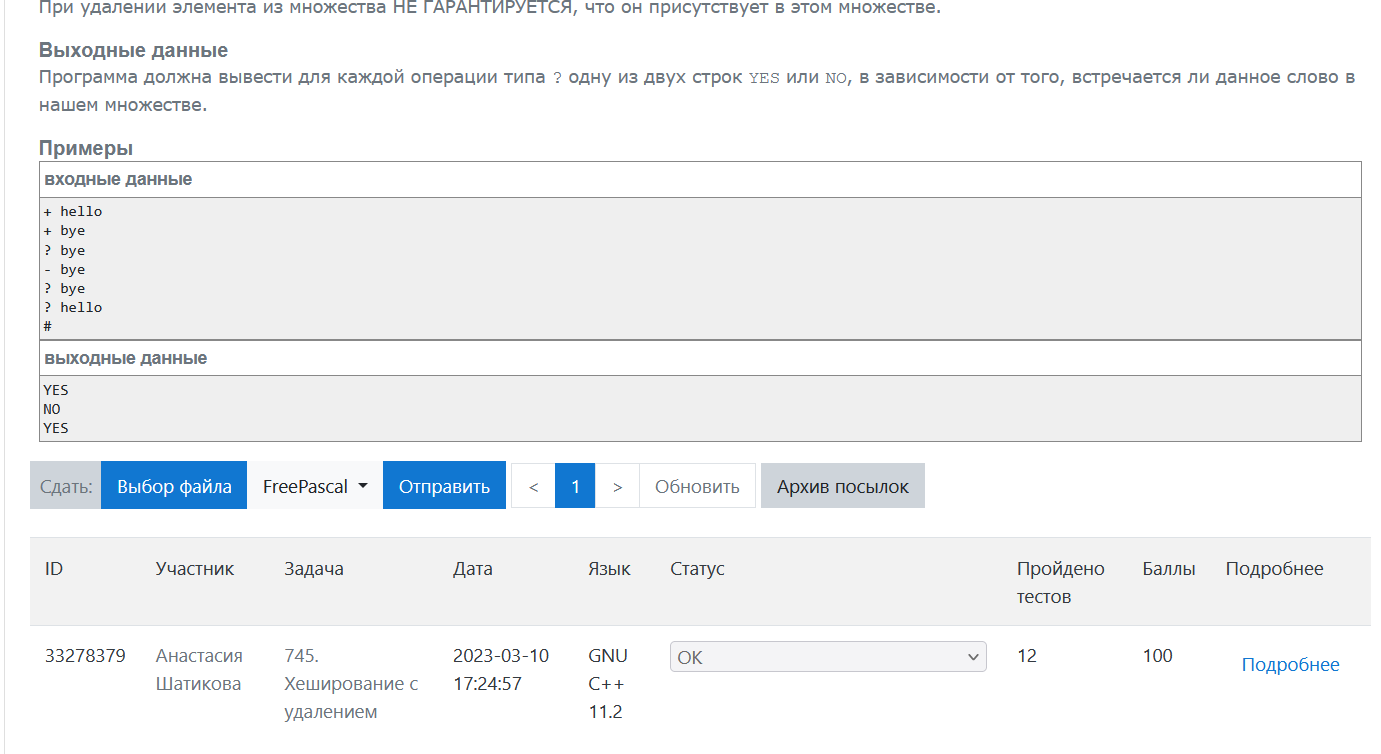 При удалении элемента из множества НЕ ГАРАНТИРУЕТСЯ, что он присутствует в этом множестве.
Выходные данные
Программа должна вывести для каждой операции типа ? одну из двух строк YES или NO, в зависимости от того, встречается ли данное слово в
нашем множестве.
Примеры
входные данные
+ hello
+ bye
? bye
- bye
? bye
? hello
#
выходные данные
YES
NO
YES
Сдать: Выбор файла FreePascal Отправить < 1 > Обновить Архив посылок
ID Участник Задача Дата Язык Статус Пройдено Баллы Подробнее
тестов
33278379 Анастасия 745. 2023-03-10 GNU OK 12 100 Подробнее
Шатикова Хеширование с 17:24:57 C++
удалением 11.2